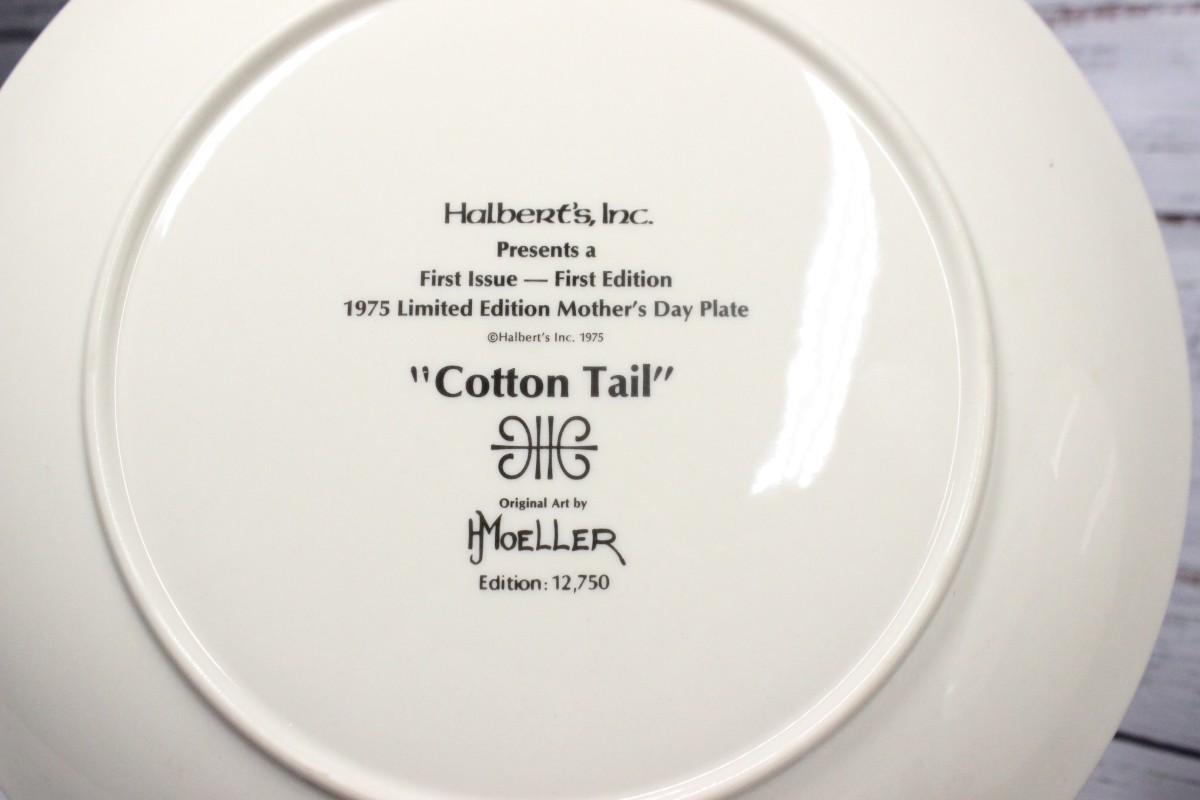 Halbert's, Inc.
Presents a
First Issue — First Edition
1975 Limited Edition Mother's Day Plate
©Halbert's Inc. 1975
"Cotton Tail"
Original Art by
HJMOELLER
Edition: 12,750